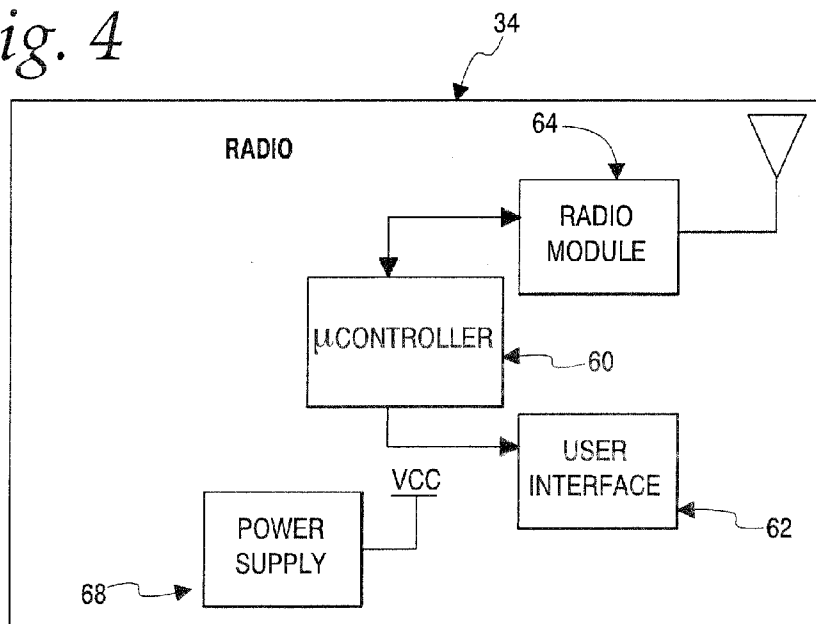 ig. 4
34
RADIO
64
RADIO
MODULE
μCONTROLLER
60
USER
INTERFACE
VCC
62
POWER
SUPPLY
68